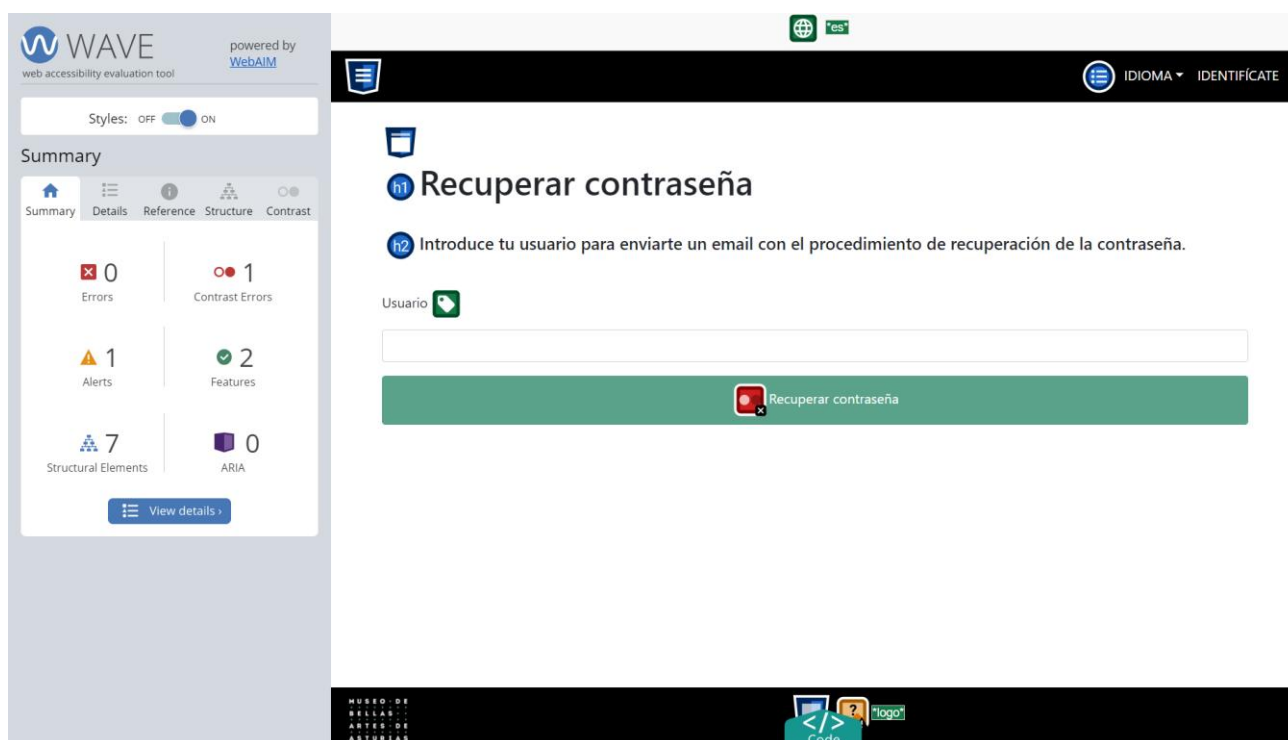 WAVE
powered by
WebAIM
web accessibility evaluation tool
Styles: OFF ON
Summary
Summary Details Reference Structure Contrast
0
Errors
1
Contrast Errors
1
Alerts
2
Features
7
Structural Elements
0
ARIA
View details ›
*es*
IDIOMA IDENTIFÍCATE
h1 Recuperar contraseña
h2 Introduce tu usuario para enviarte un email con el procedimiento de recuperación de la contraseña.
Usuario
Recuperar contraseña
MUSEO DE
BELLAS
ARTES DE
ASTURIAS
? *logo*
</>
Code